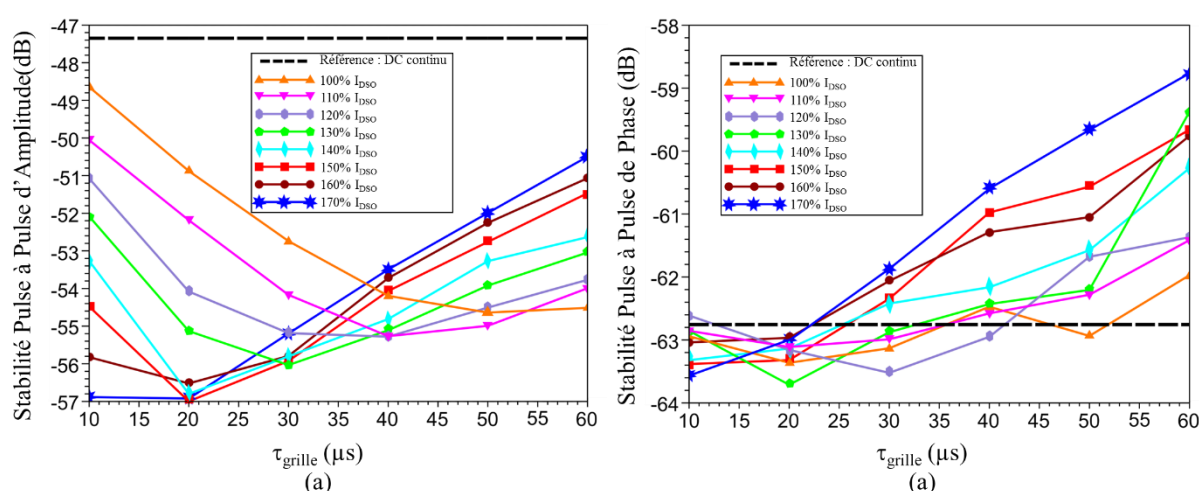 Stabilité Pulse à Pulse d'Amplitude(dB)
-47
-48
-49
-50
-51
-52
-53
-54
-55
-56
-57
Référence : DC continu
100% IDSO
110% IDSO
120% IDSO
130% IDSO
140% IDSO
150% IDSO
160% IDSO
170% IDSO
10 15 20 25 30 35 40 45 50 55 60
τgrille (µs)
(a)
Stabilité Pulse à Pulse de Phase (dB)
-58
-59
-60
-61
-62
-63
-64
Référence : DC continu
100% IDSO
110% IDSO
120% IDSO
130% IDSO
140% IDSO
150% IDSO
160% IDSO
170% IDSO
10 15 20 25 30 35 40 45 50 55 60
τgrille (µs)
(a)